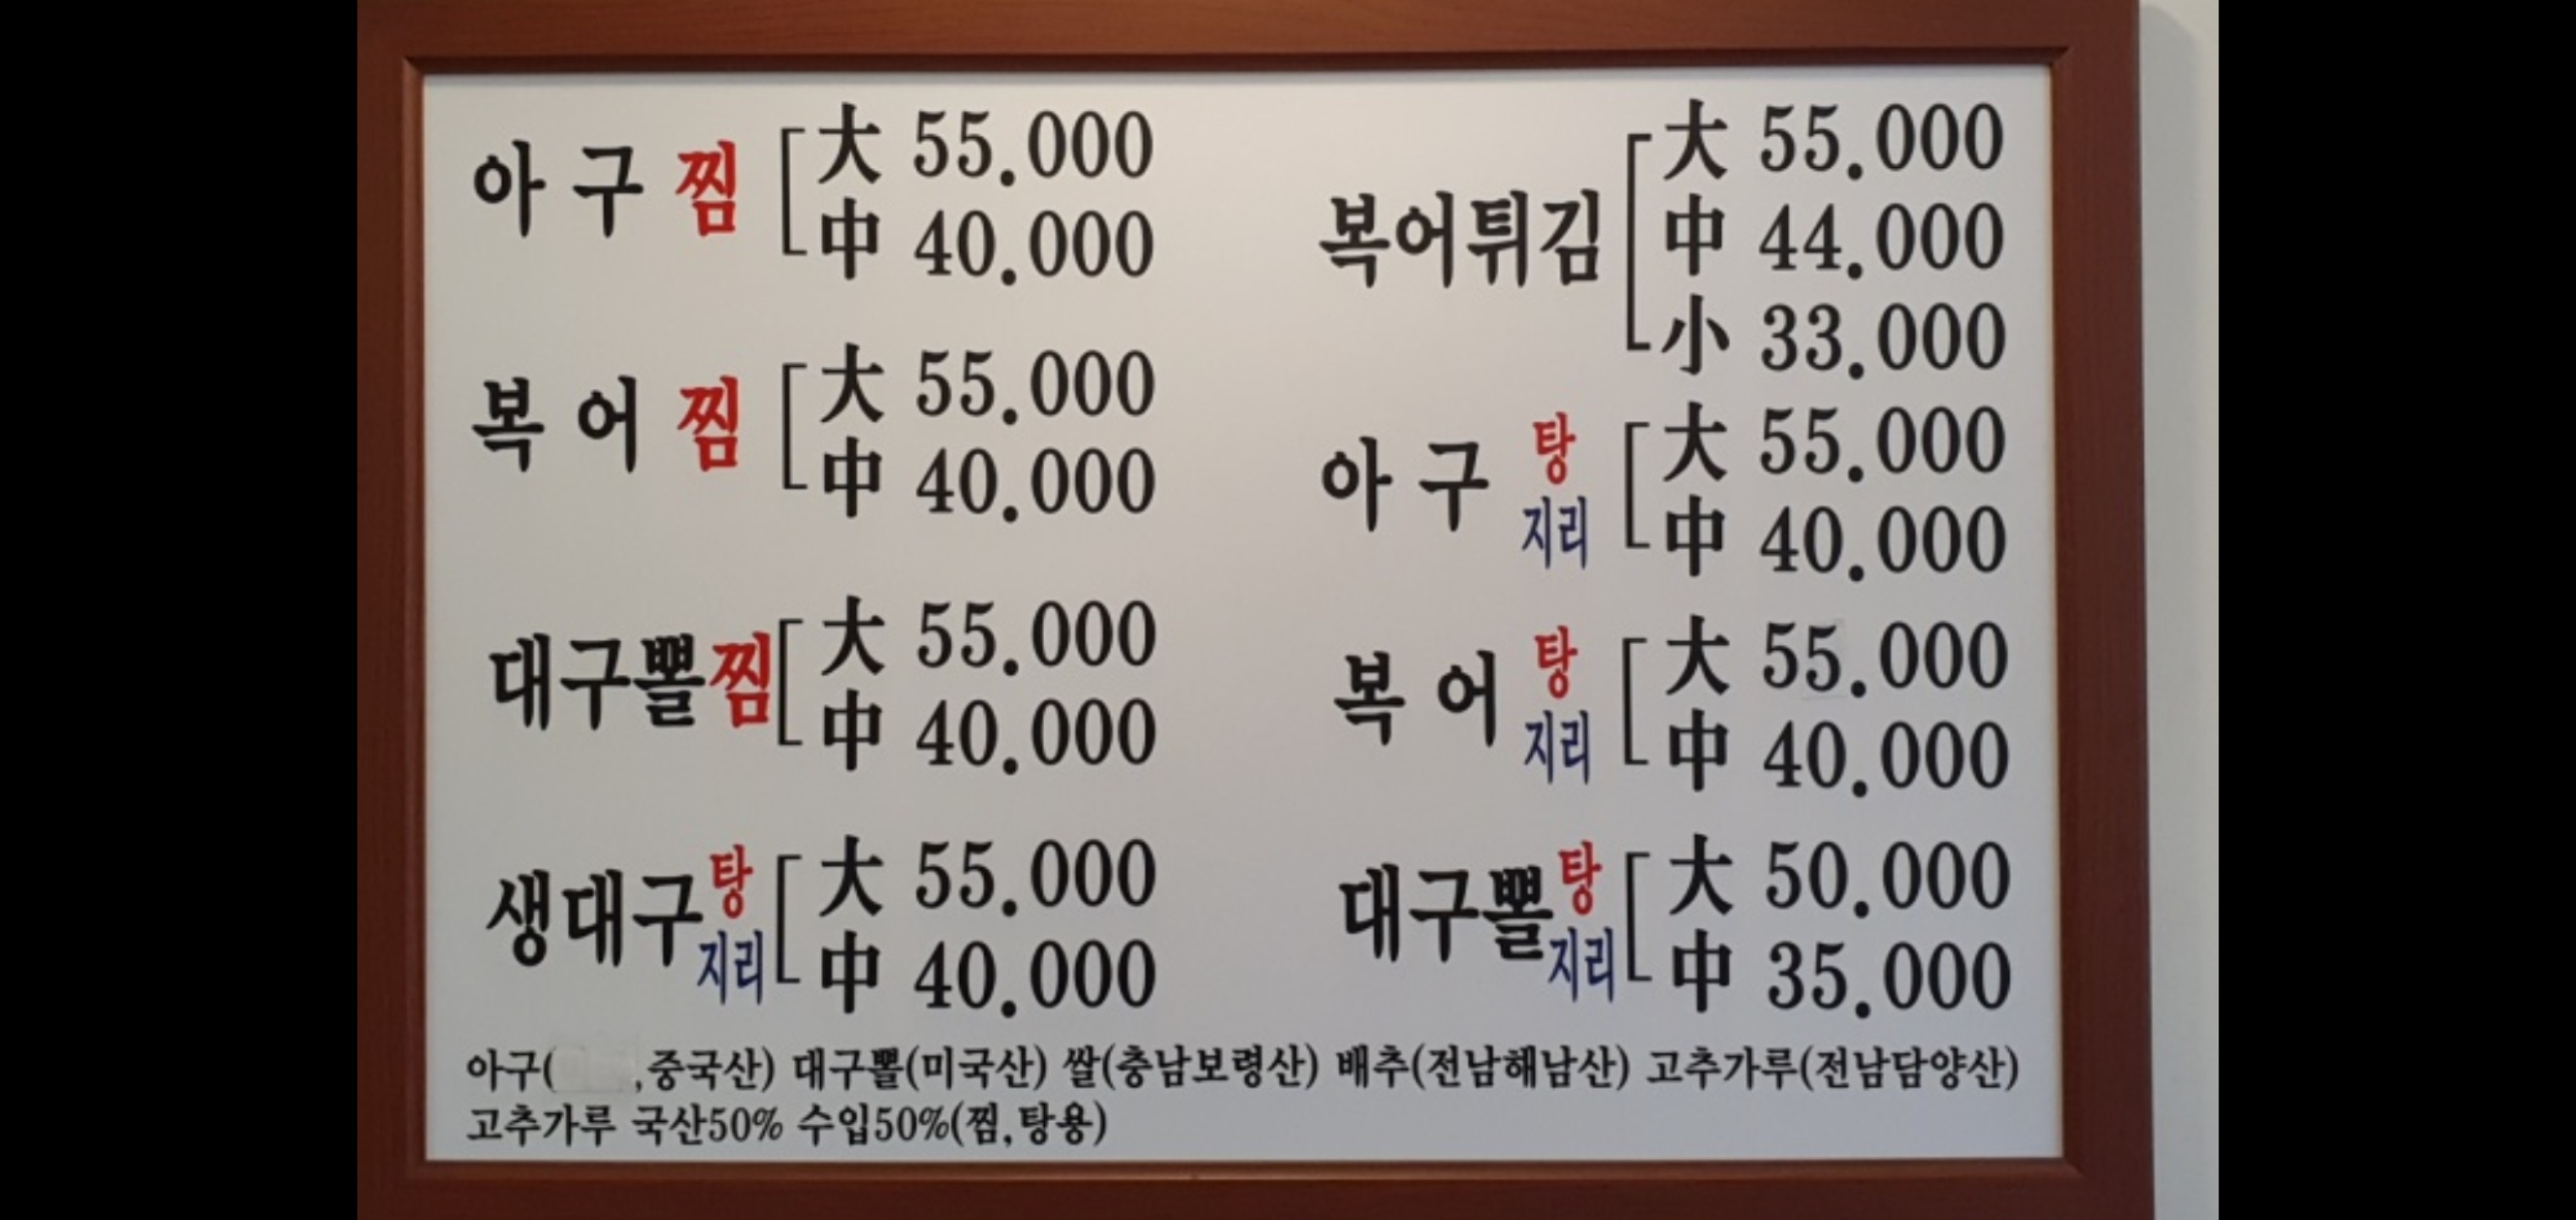 아구찜 大 55.000
中 40.000
복어찜 大 55.000
中 40.000
대구뽈찜 大 55.000
中 40.000
생대구 탕 지리 大 55.000
中 40.000
복어튀김 大 55.000
中 44.000
小 33.000
아구 탕 지리 大 55.000
中 40.000
복어 탕 지리 大 55.000
中 40.000
대구뽈 탕 지리 大 50.000
中 35.000
아구( ,중국산) 대구뽈(미국산) 쌀(충남보령산) 배추(전남해남산) 고추가루(전남담양산)
고추가루 국산50% 수입50%(찜,탕용)